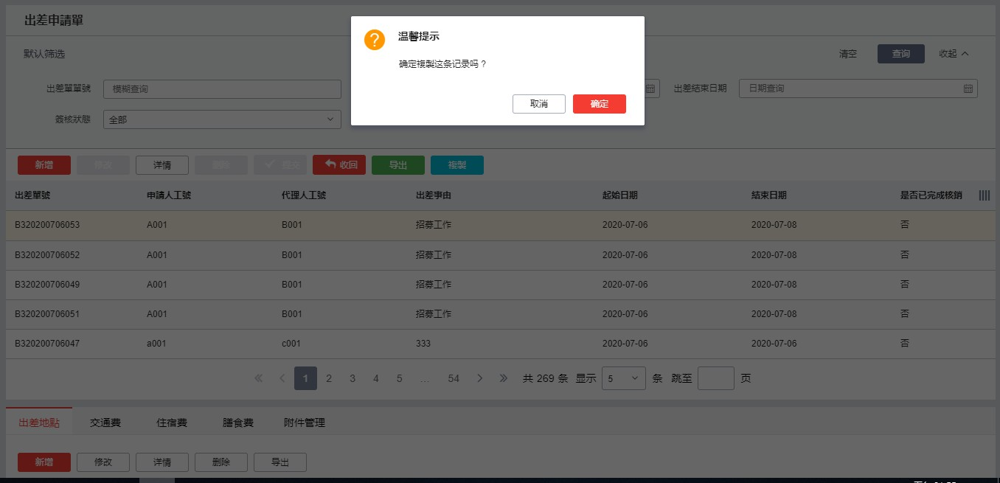 出差申請單
温馨提示
确定複製这条记录吗？
取消
确定
默认筛选
清空
查询
收起
出差單單號
模糊查询
出差結束日期
日期查询
簽核狀態
全部
新增
修改
详情
删除
提交
收回
导出
複製
出差單號 申請人工號 代理人工號 出差事由 起始日期 結束日期 是否已完成核銷
B320200706053 A001 B001 招募工作 2020-07-06 2020-07-08 否
B320200706052 A001 B001 招募工作 2020-07-06 2020-07-08 否
B320200706049 A001 B001 招募工作 2020-07-06 2020-07-08 否
B320200706051 A001 B001 招募工作 2020-07-06 2020-07-08 否
B320200706047 a001 c001 333 2020-07-06 2020-07-06 否
1 2 3 4 5 ... 54 共 269 条 显示 5 条 跳至 页
出差地點 交通費 住宿費 膳食費 附件管理
新增 修改 详情 删除 导出